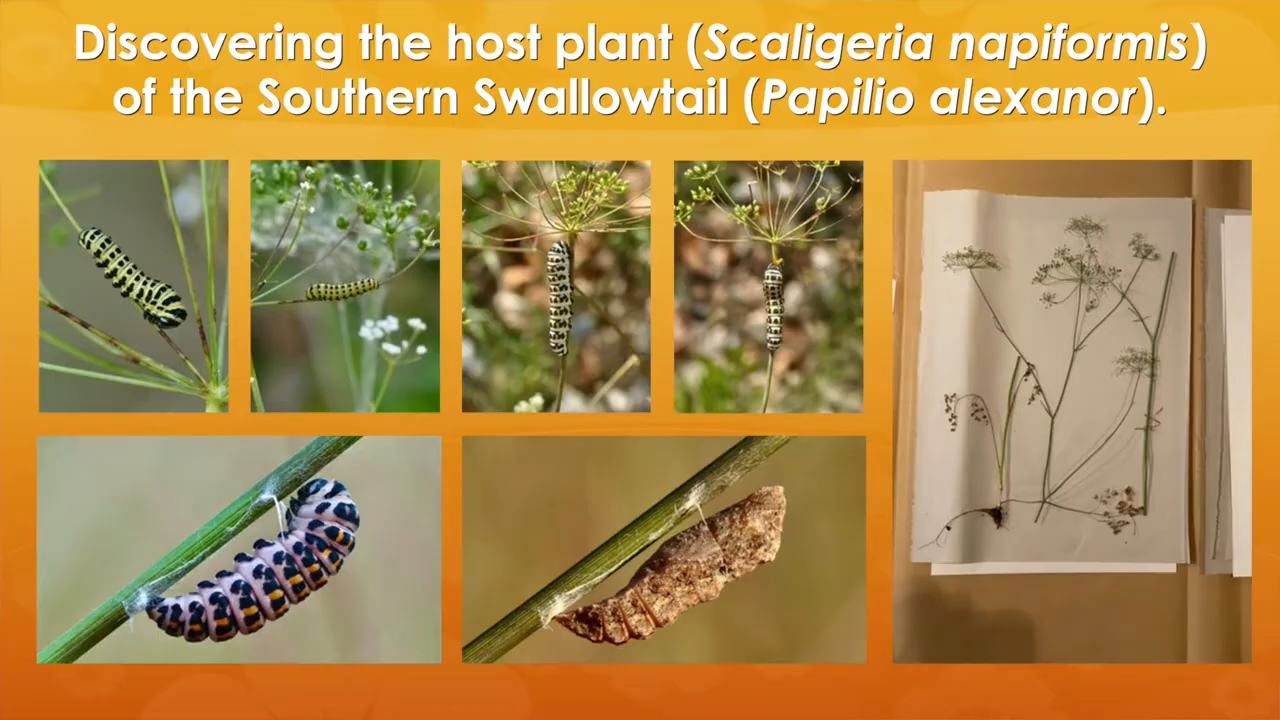 Discovering the host plant (Scaligeria napiformis)
of the Southern Swallowtail (Papilio alexanor).